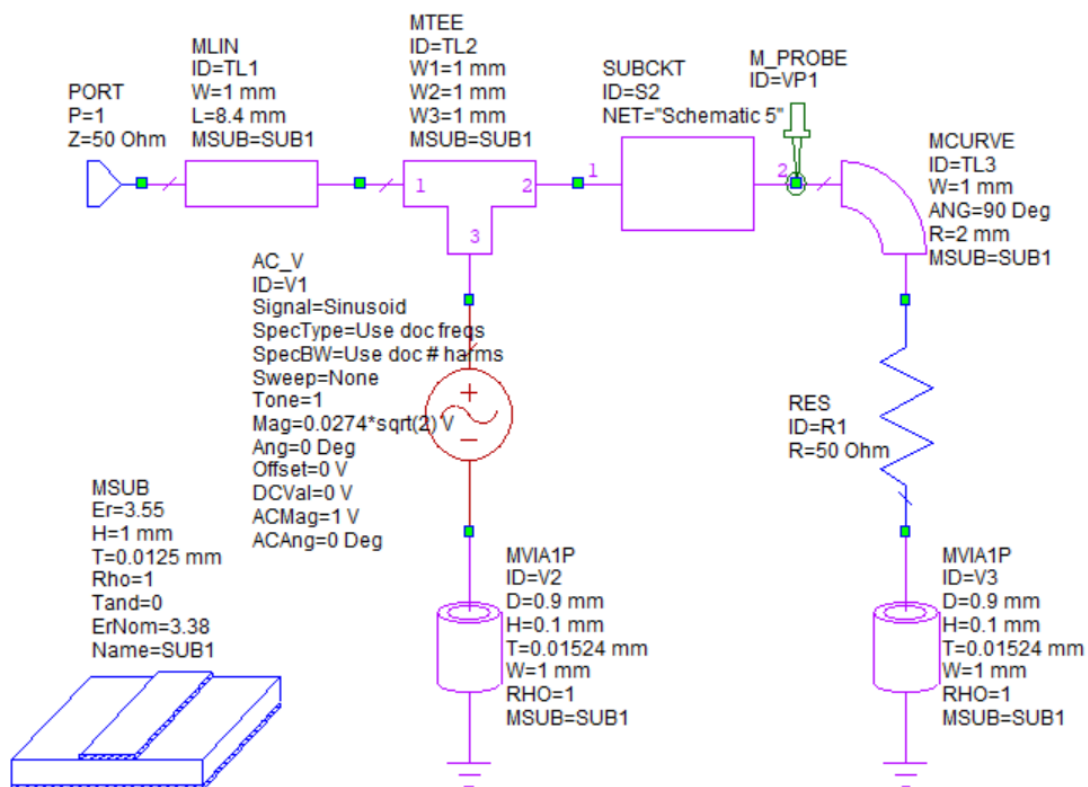 PORT
P=1
Z=50 Ohm
MLIN
ID=TL1
W=1 mm
L=8.4 mm
MSUB=SUB1
MTEE
ID=TL2
W1=1 mm
W2=1 mm
W3=1 mm
MSUB=SUB1
1
2
3
SUBCKT
ID=S2
NET="Schematic 5"
1
2
M_PROBE
ID=VP1
MCURVE
ID=TL3
W=1 mm
ANG=90 Deg
R=2 mm
MSUB=SUB1
AC_V
ID=V1
Signal=Sinusoid
SpecType=Use doc freqs
SpecBW=Use doc # harms
Sweep=None
Tone=1
Mag=0.0274*sqrt(2) V
Ang=0 Deg
Offset=0 V
DCVal=0 V
ACMag=1 V
ACAng=0 Deg
RES
ID=R1
R=50 Ohm
MSUB
Er=3.55
H=1 mm
T=0.0125 mm
Rho=1
Tand=0
ErNom=3.38
Name=SUB1
MVIA1P
ID=V2
D=0.9 mm
H=0.1 mm
T=0.01524 mm
W=1 mm
RHO=1
MSUB=SUB1
MVIA1P
ID=V3
D=0.9 mm
H=0.1 mm
T=0.01524 mm
W=1 mm
RHO=1
MSUB=SUB1